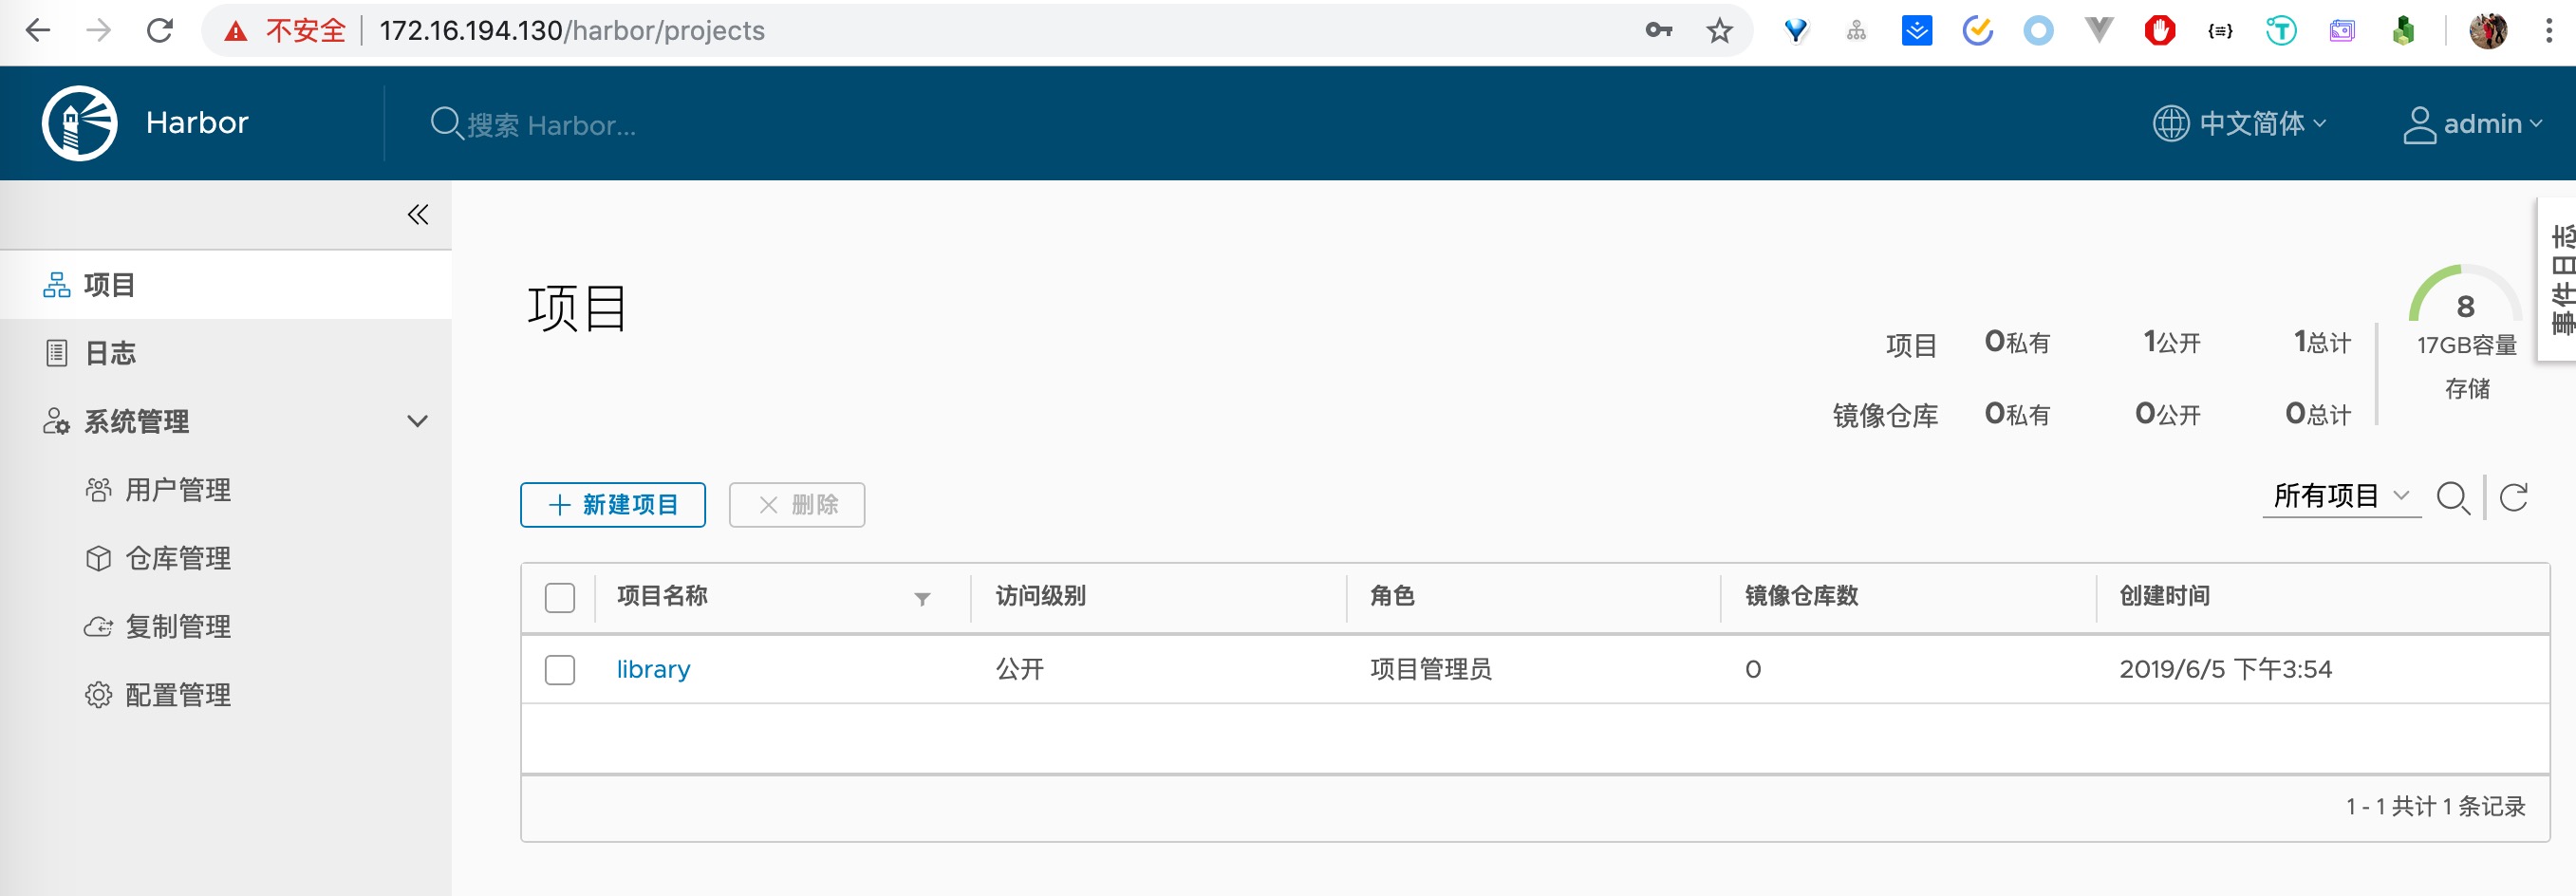 不安全 172.16.194.130/harbor/projects
Harbor 搜索 Harbor... 中文简体 admin
项目
日志
系统管理
用户管理
仓库管理
复制管理
配置管理
事件日志
项目
项目 0私有 1公开 1总计
镜像仓库 0私有 0公开 0总计
8
17GB容量
存储
新建项目 删除 所有项目
项目名称 访问级别 角色 镜像仓库数 创建时间
library 公开 项目管理员 0 2019/6/5 下午3:54
1 - 1 共计 1 条记录